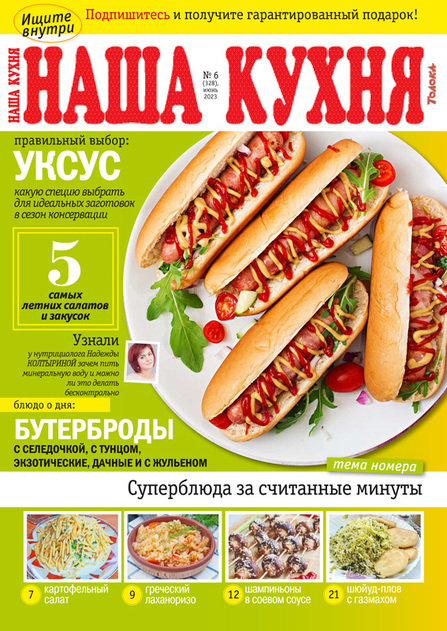 Ищите
внутри
Подпишитесь и получите гарантированный подарок!
НАША КУХНЯ
НАША КУХНЯ
№ 6
(328),
июнь
2023
Толока
правильный выбор:
УКСУС
какую специю выбрать
для идеальных заготовок
в сезон консервации
5
самых
летних салатов
и закусок
Узнали
у нутрициолога Надежды
КОЛТЫРИНОЙ зачем пить
минеральную воду и можно
ли это делать
бесконтрольно
блюдо о дня:
БУТЕРБРОДЫ
С СЕЛЕДОЧКОЙ, С ТУНЦОМ,
ЭКЗОТИЧЕСКИЕ, ДАЧНЫЕ И С ЖУЛЬЕНОМ
тема номера
Суперблюда за считанные минуты
7 картофельный
салат
9 греческий
лаханоризо
12 шампиньоны
в соевом соусе
21 шюйуд-плов
с газмахом